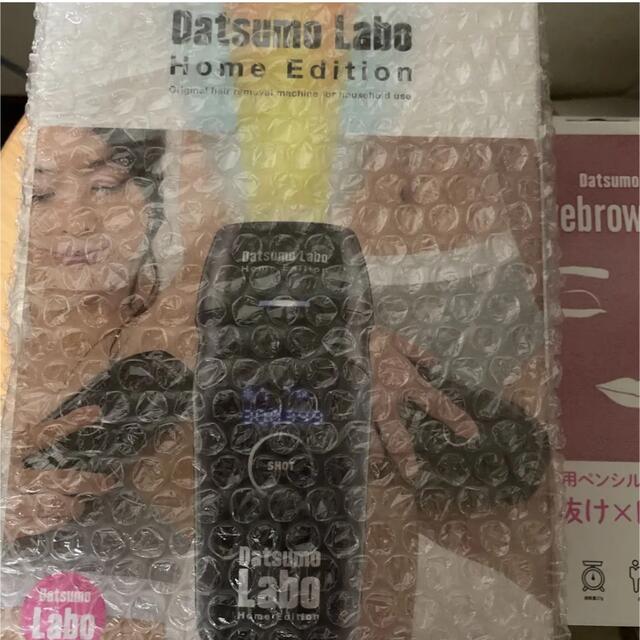 Datsumo Labo
Home Edition
Original hair removal machine for household use
Datsumo Labo
Home Edition
SHOT
Datsumo
Labo
Home Edition
Datsumo
Labo
Datsumo
ebrow
用ペンシル
抜け×